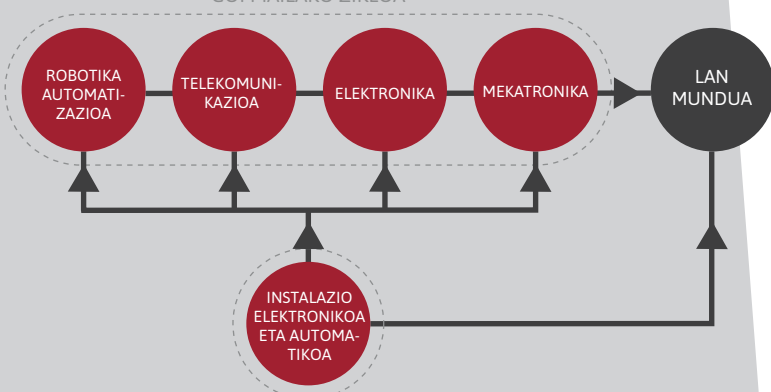 ROBOTIKA
AUTOMATI-
ZAZIOA
TELEKOMUNI-
KAZIOA
ELEKTRONIKA
MEKATRONIKA
LAN
MUNDUA
INSTALAZIO
ELEKTRONIKOA
ETA AUTOMA-
TIKOA